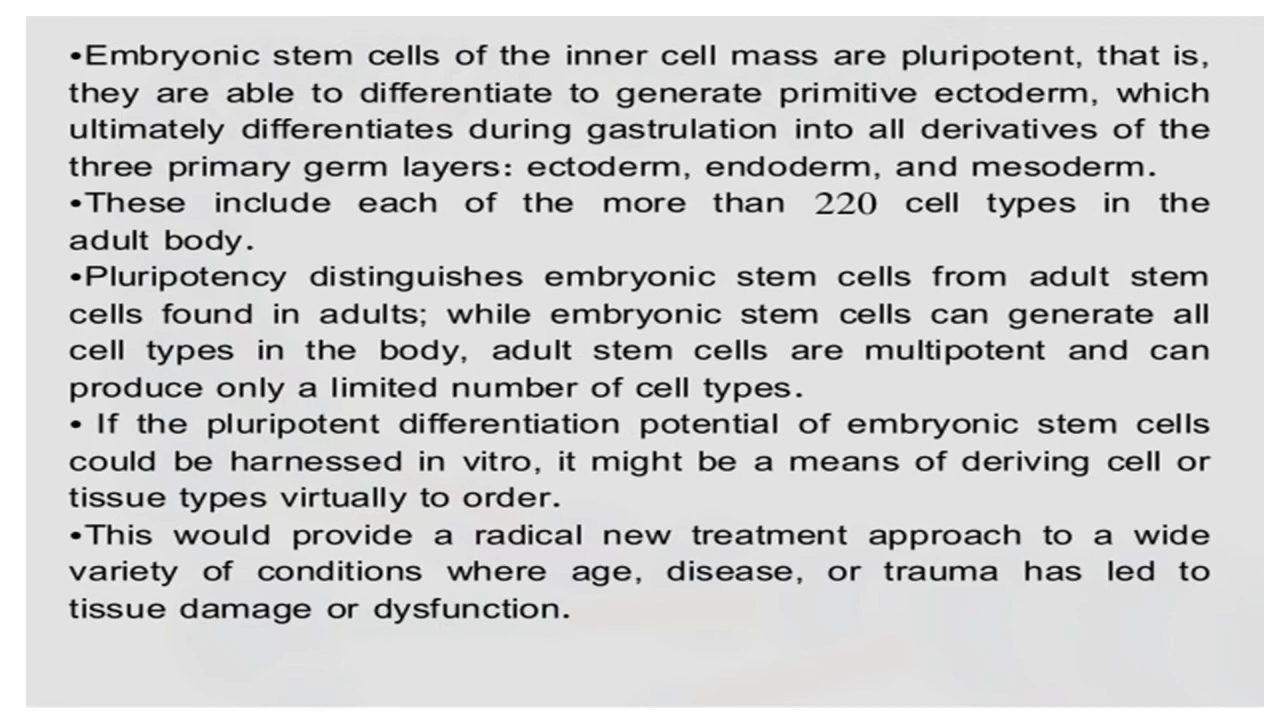 •Embryonic stem cells of the inner cell mass are pluripotent, that is,
they are able to differentiate to generate primitive ectoderm, which
ultimately differentiates during gastrulation into all derivatives of the
three primary germ layers: ectoderm, endoderm, and mesoderm.
•These include each of the more than 220 cell types in the
adult body.
•Pluripotency distinguishes embryonic stem cells from adult stem
cells found in adults; while embryonic stem cells can generate all
cell types in the body, adult stem cells are multipotent and can
produce only a limited number of cell types.
• If the pluripotent differentiation potential of embryonic stem cells
could be harnessed in vitro, it might be a means of deriving cell or
tissue types virtually to order.
•This would provide a radical new treatment approach to a wide
variety of conditions where age, disease, or trauma has led to
tissue damage or dysfunction.